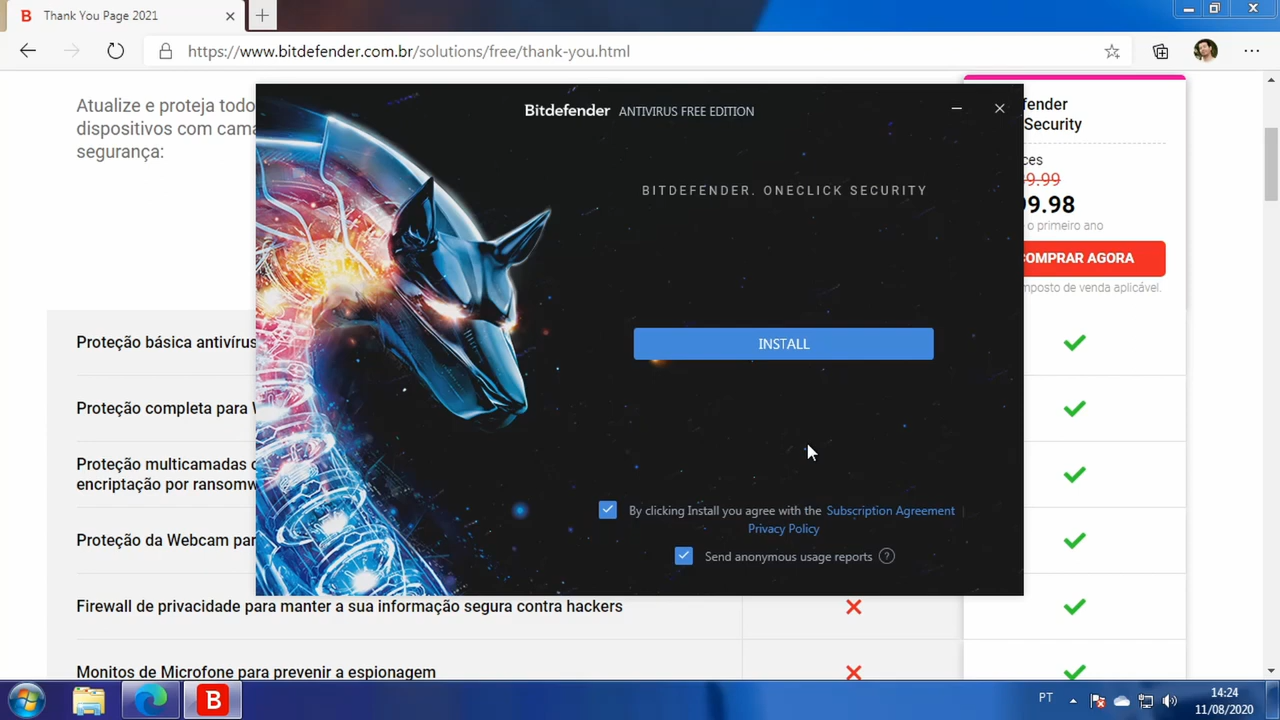 Thank You Page 2021
https://www.bitdefender.com.br/solutions/free/thank-you.html
Atualize e proteja todo
dispositivos com cama
segurança:
Bitdefender ANTIVIRUS FREE EDITION
BITDEFENDER. ONECLICK SECURITY
INSTALL
By clicking Install you agree with the Subscription Agreement |
Privacy Policy
Send anonymous usage reports ?
fender
Security
ces
9.99
99.98
o primeiro ano
COMPRAR AGORA
mposto de venda aplicável.
Proteção básica antivírus
Proteção completa para
Proteção multicamadas
encriptação por ransomw
Proteção da Webcam par
Firewall de privacidade para manter a sua informação segura contra hackers
Monitos de Microfone para prevenir a espionagem
B
PT
14:24
11/08/2020